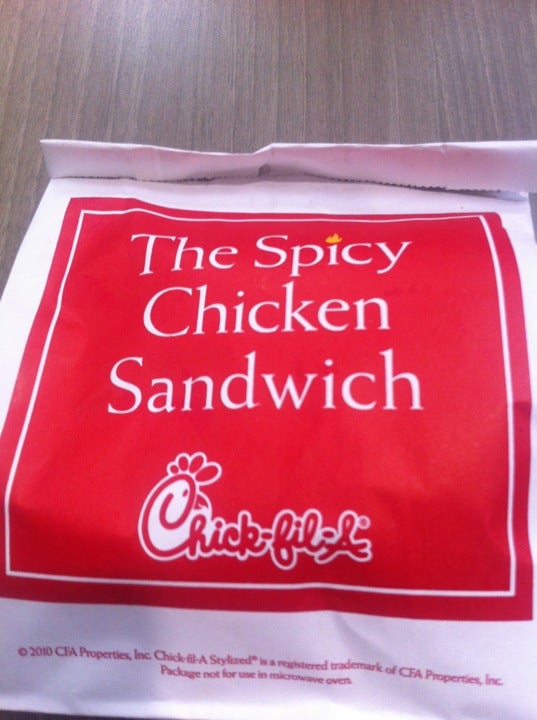 The Spicy
Chicken
Sandwich
Chick-fil-A®
© 2010 CFA Properties, Inc. Chick-fil-A Stylized® is a registered trademark of CFA Properties, Inc.
Package not for use in microwave oven.